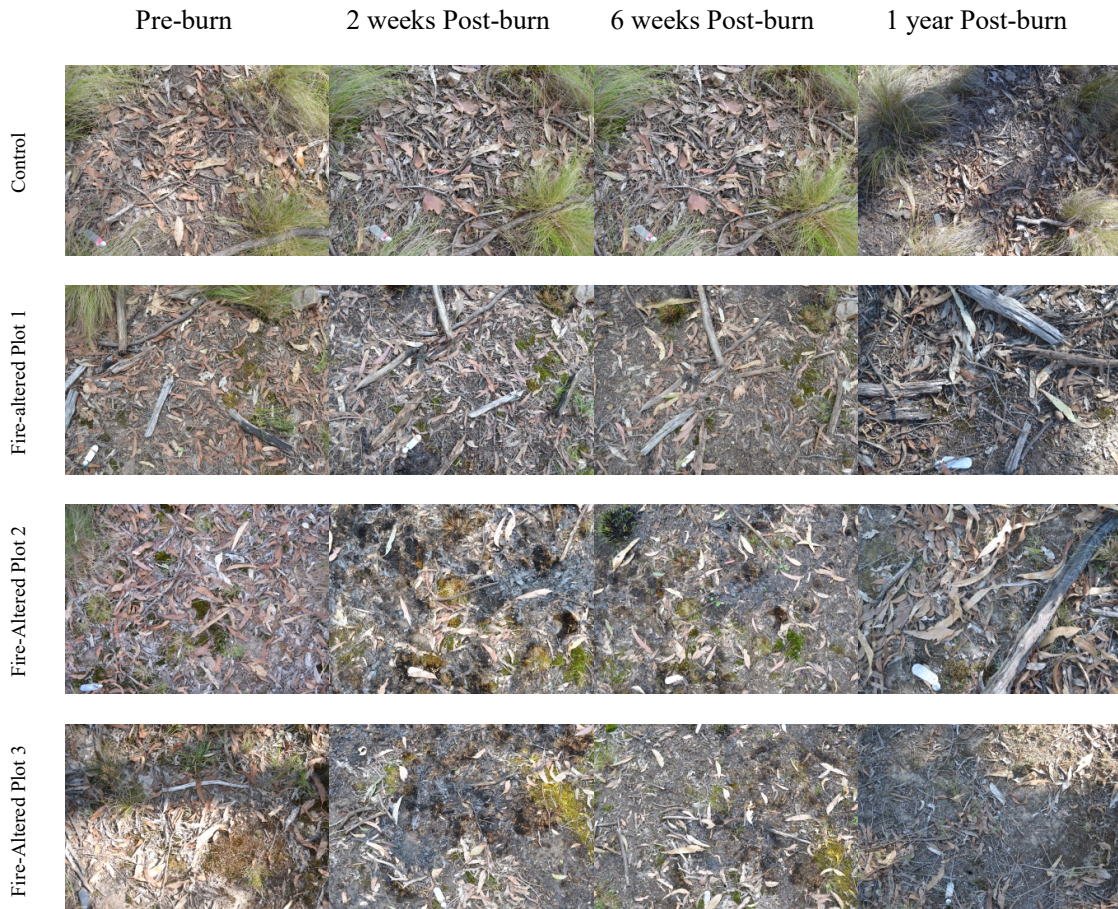 Pre-burn 2 weeks Post-burn 6 weeks Post-burn 1 year Post-burn
Control
Fire-altered Plot 1
Fire-Altered Plot 2
Fire-Altered Plot 3